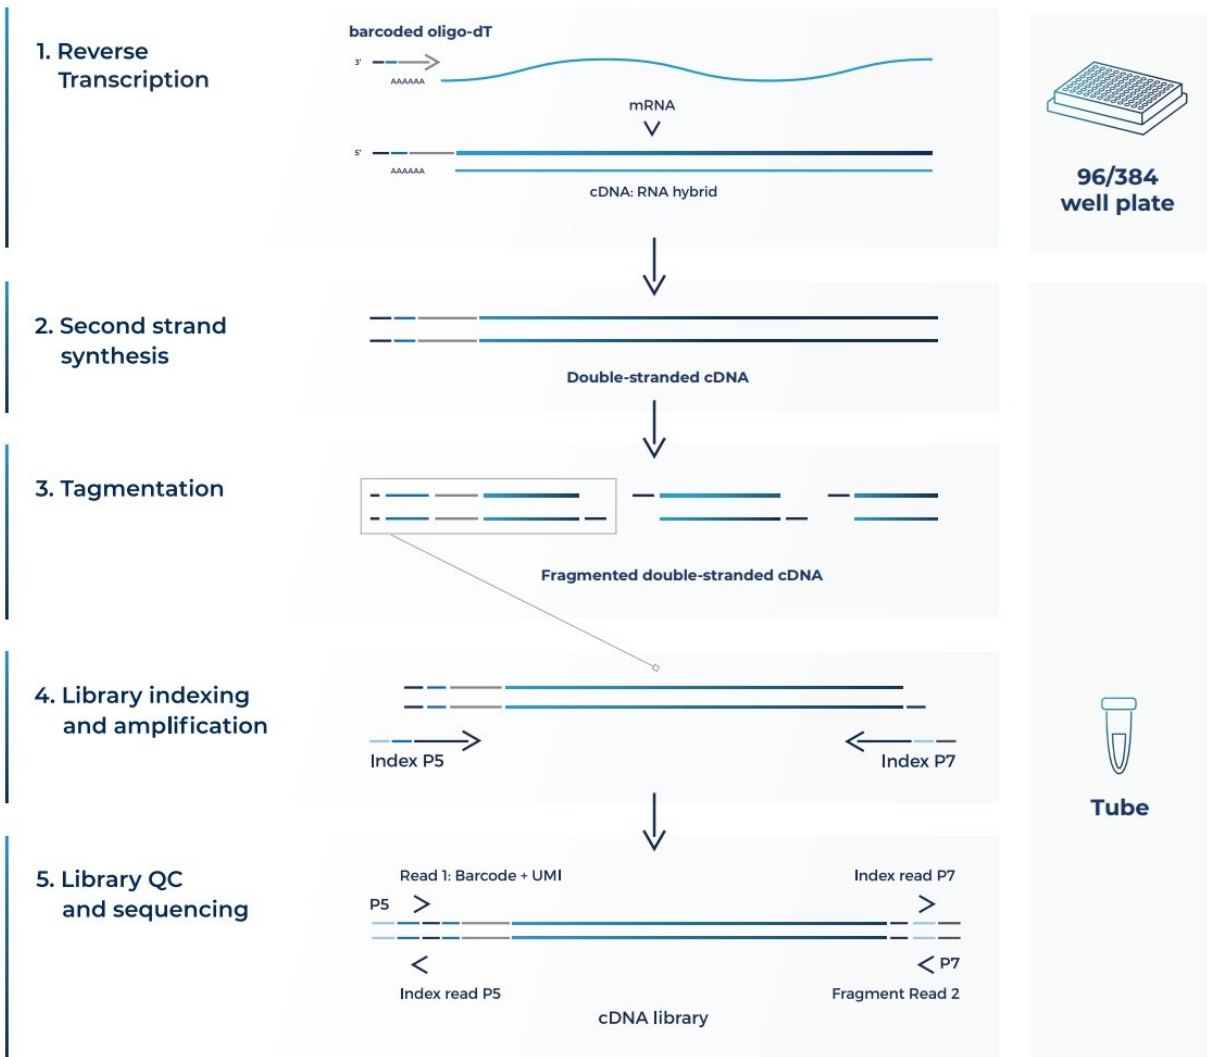 1. Reverse
Transcription
barcoded oligo-dT
3'
AAAAAA
mRNA
5'
AAAAAA
cDNA: RNA hybrid
96/384
well plate
2. Second strand
synthesis
Double-stranded cDNA
3. Tagmentation
Fragmented double-stranded cDNA
4. Library indexing
and amplification
Index P5
Index P7
Tube
5. Library QC
and sequencing
Read 1: Barcode + UMI
Index read P7
P5
P7
Index read P5
Fragment Read 2
cDNA library